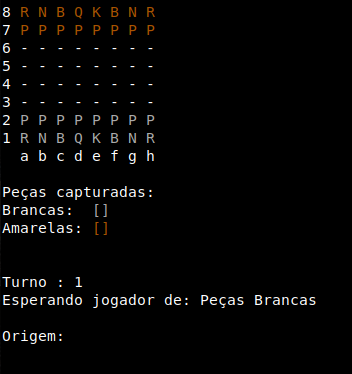 8 R N B Q K B N R
7 P P P P P P P P
6 - - - - - - - -
5 - - - - - - - -
4 - - - - - - - -
3 - - - - - - - -
2 P P P P P P P P
1 R N B Q K B N R
a b c d e f g h
Peças capturadas:
Brancas: []
Amarelas: []
Turno : 1
Esperando jogador de: Peças Brancas
Origem: